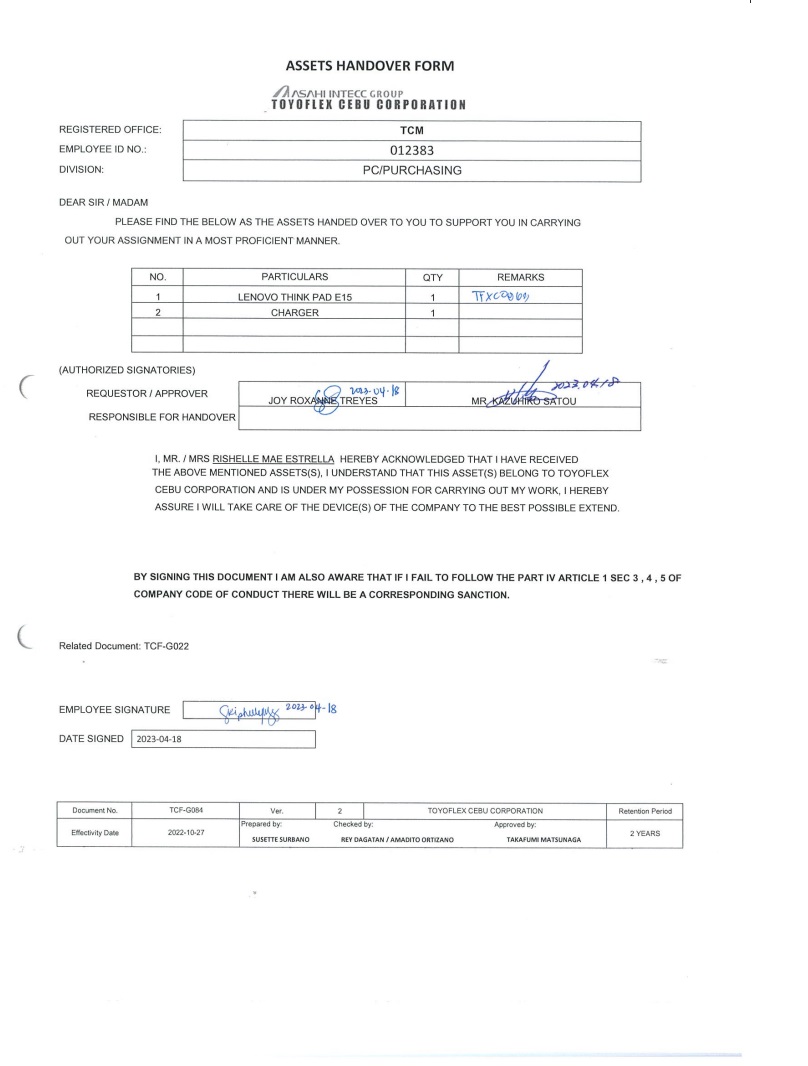 ASSETS HANDOVER FORM
ASAHI INTECC GROUP
TOYOFLEX CEBU CORPORATION
REGISTERED OFFICE: TCM
EMPLOYEE ID NO.: 012383
DIVISION: PC/PURCHASING
DEAR SIR / MADAM
PLEASE FIND THE BELOW AS THE ASSETS HANDED OVER TO YOU TO SUPPORT YOU IN CARRYING
OUT YOUR ASSIGNMENT IN A MOST PROFICIENT MANNER.
NO. PARTICULARS QTY REMARKS
1 LENOVO THINK PAD E15 1
2 CHARGER 1
(AUTHORIZED SIGNATORIES)
REQUESTOR / APPROVER JOY ROXANNE TREYES 2023-04-18 MR. KAZUHIRO SATOU 2023.04.18
RESPONSIBLE FOR HANDOVER
I, MR. / MRS RISHELLE MAE ESTRELLA HEREBY ACKNOWLEDGED THAT I HAVE RECEIVED
THE ABOVE MENTIONED ASSETS(S), I UNDERSTAND THAT THIS ASSET(S) BELONG TO TOYOFLEX
CEBU CORPORATION AND IS UNDER MY POSSESSION FOR CARRYING OUT MY WORK, I HEREBY
ASSURE I WILL TAKE CARE OF THE DEVICE(S) OF THE COMPANY TO THE BEST POSSIBLE EXTEND.
BY SIGNING THIS DOCUMENT I AM ALSO AWARE THAT IF I FAIL TO FOLLOW THE PART IV ARTICLE 1 SEC 3 , 4 , 5 OF
COMPANY CODE OF CONDUCT THERE WILL BE A CORRESPONDING SANCTION.
Related Document: TCF-G022
EMPLOYEE SIGNATURE 2023-04-18
DATE SIGNED 2023-04-18
Document No. TCF-G084 Ver. 2 TOYOFLEX CEBU CORPORATION Retention Period
Effectivity Date 2022-10-27 Prepared by: Checked by: Approved by: 2 YEARS
SUSETTE SURBANO REY DAGATAN / AMADITO ORTIZANO TAKAFUMI MATSUNAGA